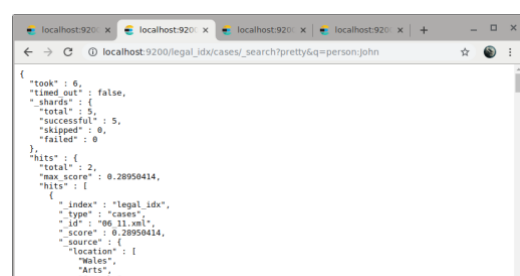 localhost:920 × localhost:920 × localhost:920 × localhost:920 × +
localhost:9200/legal_idx/cases/_search?pretty&q=person:john
{
"took" : 6,
"timed_out" : false,
"_shards" : {
"total" : 5,
"successful" : 5,
"skipped" : 0,
"failed" : 0
},
"hits" : {
"total" : 2,
"max_score" : 0.28950414,
"hits" : [
{
"_index" : "legal_idx",
"_type" : "cases",
"_id" : "06_11.xml",
"_score" : 0.28950414,
"_source" : {
"location" : [
"Wales",
"Arts",